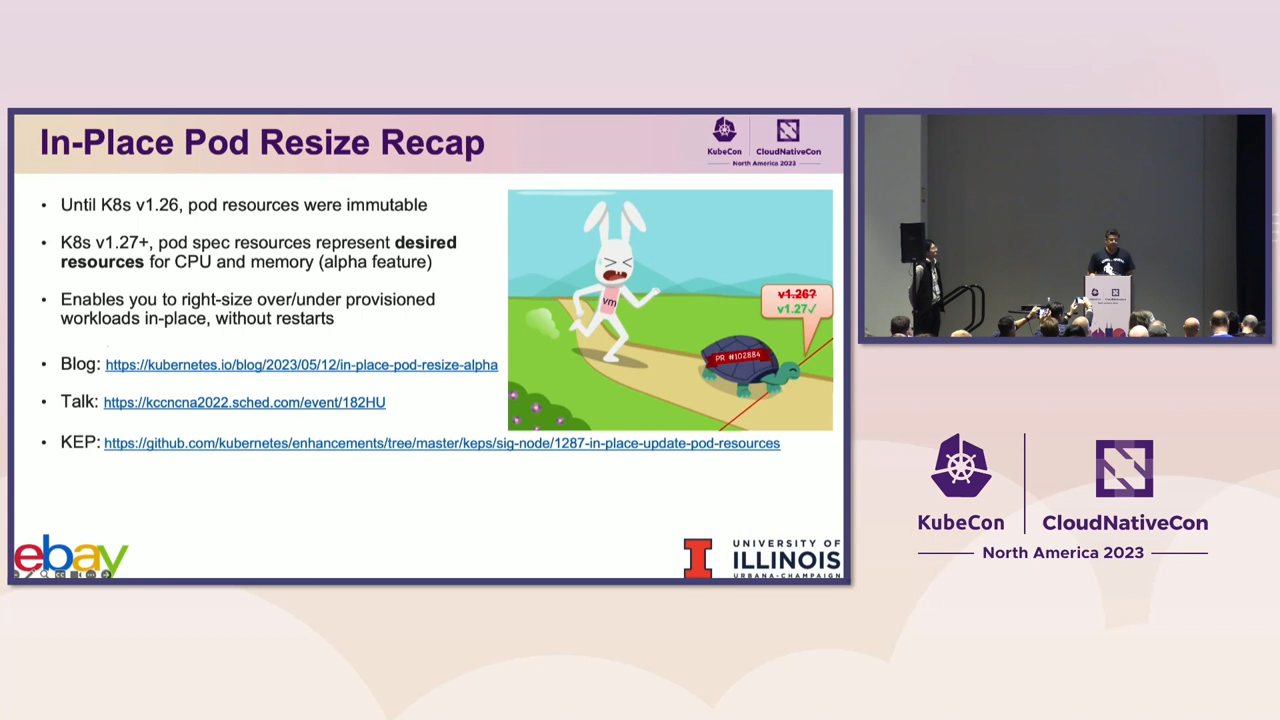 In-Place Pod Resize Recap
KubeCon
CloudNativeCon
North America 2023
• Until K8s v1.26, pod resources were immutable
• K8s v1.27+, pod spec resources represent desired
resources for CPU and memory (alpha feature)
• Enables you to right-size over/under provisioned
workloads in-place, without restarts
• Blog: https://kubernetes.io/blog/2023/05/12/in-place-pod-resize-alpha
• Talk: https://kccncna2022.sched.com/event/182HU
• KEP: https://github.com/kubernetes/enhancements/tree/master/keps/sig-node/1287-in-place-update-pod-resources
vm
v1.26?
v1.27✓
PR #102884
ebay
I
UNIVERSITY OF
ILLINOIS
URBANA-CHAMPAIGN
KubeCon
CloudNativeCon
North America 2023